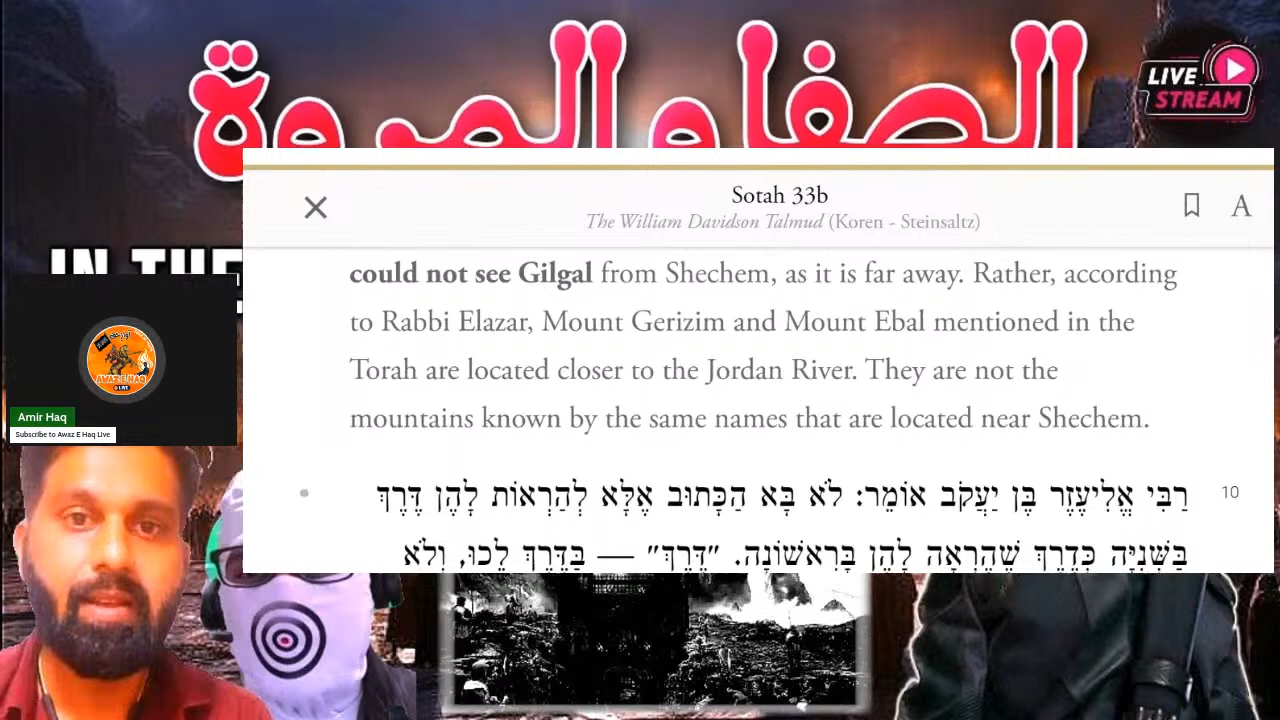 الصفا والمروة
LIVE
STREAM
IN THE
Sotah 33b
The William Davidson Talmud (Koren - Steinsaltz)
A
could not see Gilgal from Shechem, as it is far away. Rather, according
to Rabbi Elazar, Mount Gerizim and Mount Ebal mentioned in the
Torah are located closer to the Jordan River. They are not the
mountains known by the same names that are located near Shechem.
10
רַבִּי אֱלִיעֶזֶר בֶּן יַעֲקֹב אוֹמֵר: לֹא בָּא הַכָּתוּב אֶלָּא לְהַרְאוֹת לָהֶן דֶּרֶךְ
בַּשְּׁנִיָּה כְּדֶרֶךְ שֶׁהֶרְאָה לָהֶן בָּרִאשׁוֹנָה. ״דֶּרֶךְ״ — בַּדֶּרֶךְ לֵכוּ, וְלֹא
AWAZ E HAQ
LIVE
Amir Haq
Subscribe to Awaz E Haq Live